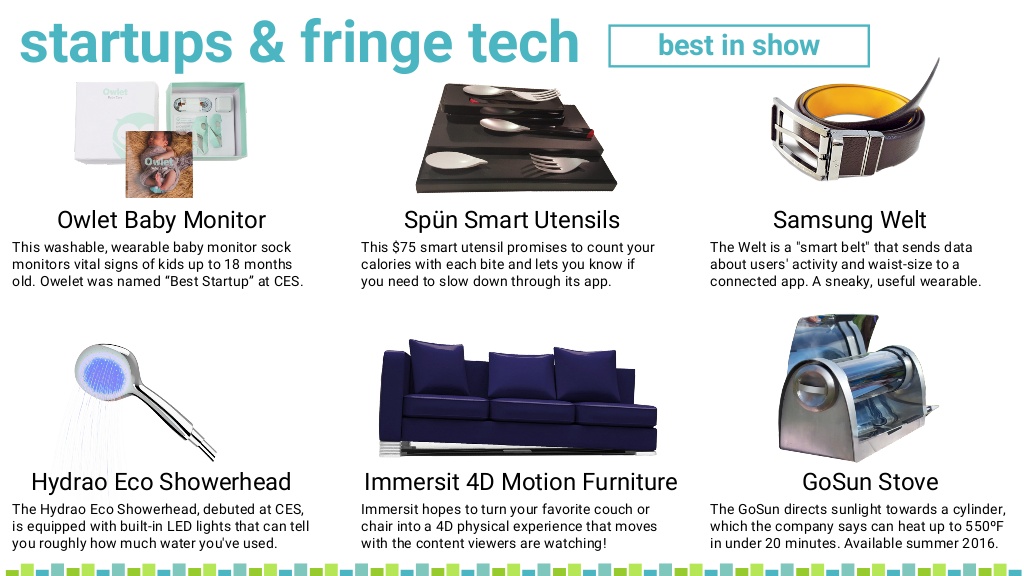 startups & fringe tech
best in show
Owlet
Owlet
Owlet Baby Monitor
This washable, wearable baby monitor sock
monitors vital signs of kids up to 18 months
old. Owelet was named “Best Startup” at CES.
Spün Smart Utensils
This $75 smart utensil promises to count your
calories with each bite and lets you know if
you need to slow down through its app.
Samsung Welt
The Welt is a "smart belt" that sends data
about users' activity and waist-size to a
connected app. A sneaky, useful wearable.
Hydrao Eco Showerhead
The Hydrao Eco Showerhead, debuted at CES,
is equipped with built-in LED lights that can tell
you roughly how much water you've used.
Immersit 4D Motion Furniture
Immersit hopes to turn your favorite couch or
chair into a 4D physical experience that moves
with the content viewers are watching!
GoSun Stove
The GoSun directs sunlight towards a cylinder,
which the company says can heat up to 550ºF
in under 20 minutes. Available summer 2016.